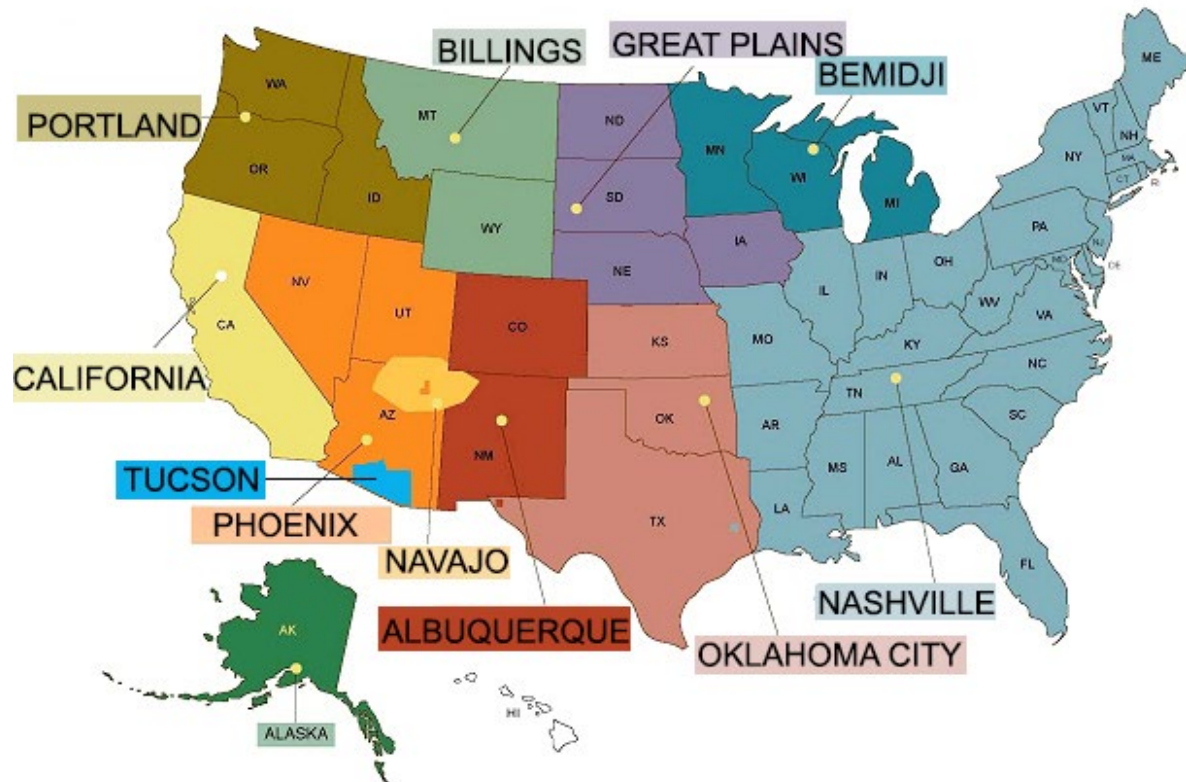 BILLINGS
GREAT PLAINS
BEMIDJI
PORTLAND
WA
OR
ID
MT
WY
ND
SD
NE
IA
MN
WI
MI
ME
VT
NH
MA
CT
RI
NY
PA
NJ
DE
MD
OH
IN
IL
WV
VA
KY
NC
TN
SC
GA
AL
MS
AR
LA
FL
MO
KS
OK
TX
CO
NM
UT
NV
AZ
CA
CALIFORNIA
TUCSON
PHOENIX
NAVAJO
ALBUQUERQUE
NASHVILLE
OKLAHOMA CITY
AK
ALASKA
HI